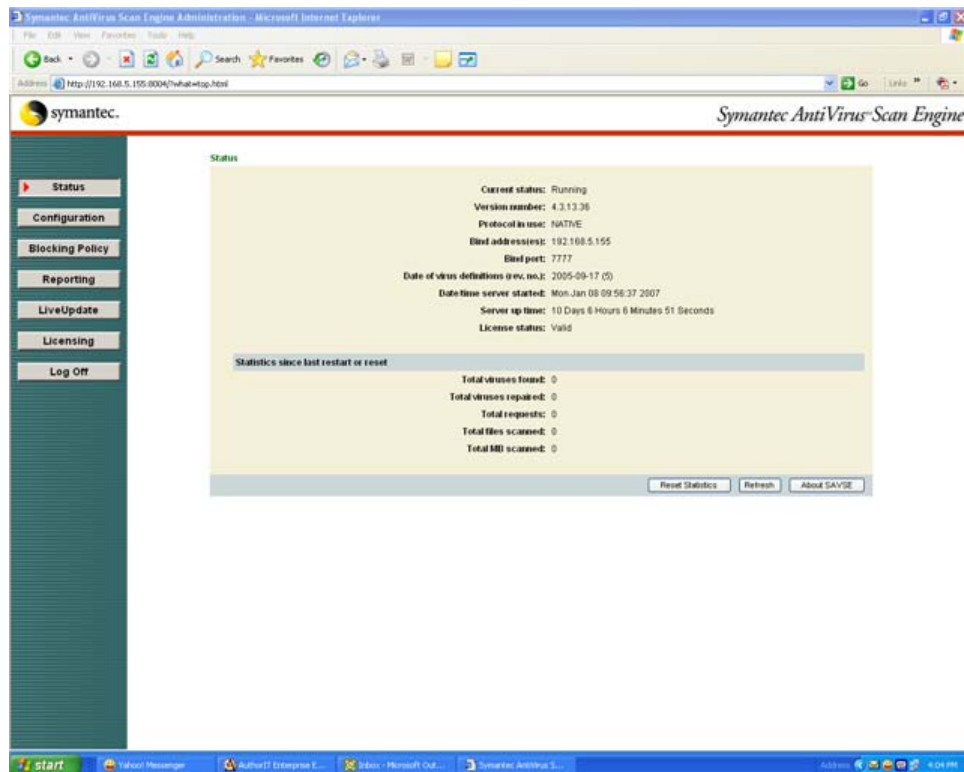 Symantec AntiVirus Scan Engine Administration - Microsoft Internet Explorer
File Edit View Favorites Tools Help
Back Search Favorites
Address http://192.168.5.155:8004/?what=top.html Go Links »
symantec. Symantec AntiVirus™ Scan Engine
Status
Status
Configuration
Blocking Policy
Reporting
LiveUpdate
Licensing
Log Off
Current status: Running
Version number: 4.3.13.36
Protocol in use: NATIVE
Bind address(es): 192.168.5.155
Bind port: 7777
Date of virus definitions (rev. no.): 2005-09-17 (5)
Date/time server started: Mon Jan 08 09:56:37 2007
Server up time: 10 Days 6 Hours 6 Minutes 51 Seconds
License status: Valid
Statistics since last restart or reset
Total viruses found: 0
Total viruses repaired: 0
Total requests: 0
Total files scanned: 0
Total MB scanned: 0
Reset Statistics Refresh About SAVSE
start Yahoo! Messenger AuthorIT Enterprise E... Inbox - Microsoft Out... Symantec AntiVirus S... Address 4:04 PM